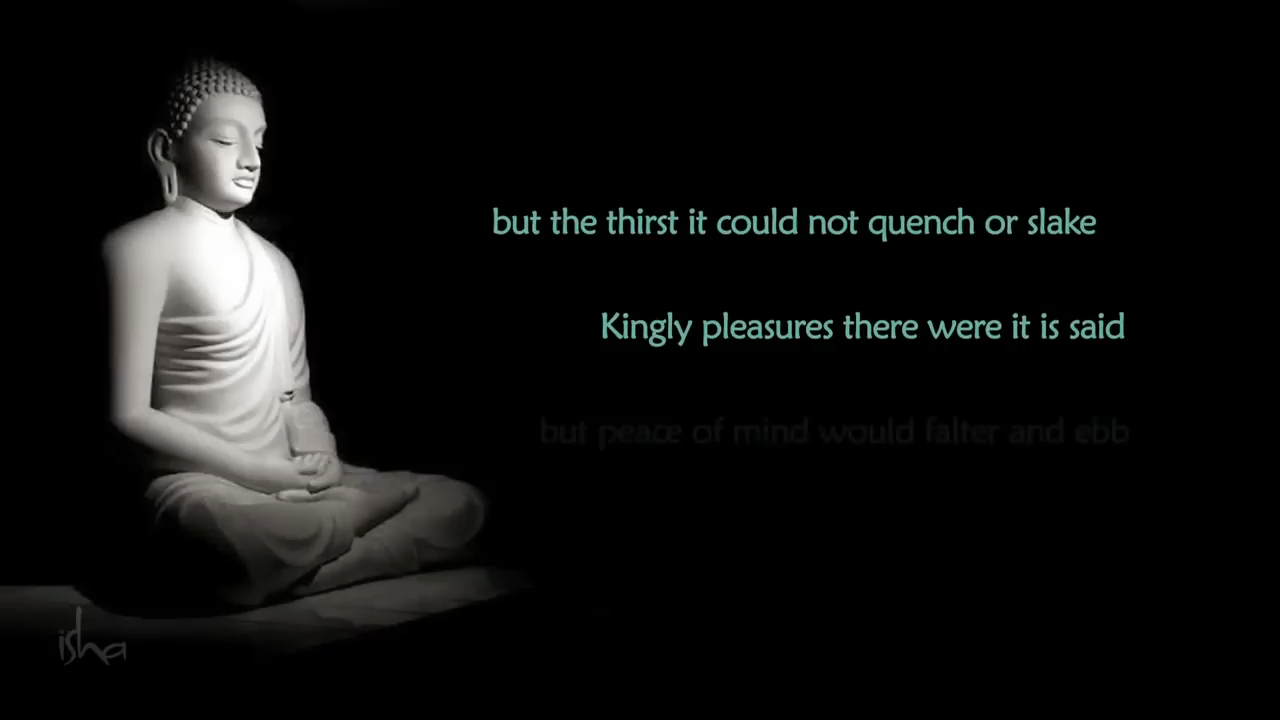 but the thirst it could not quench or slake
Kingly pleasures there were it is said
but peace of mind would falter and ebb
isha